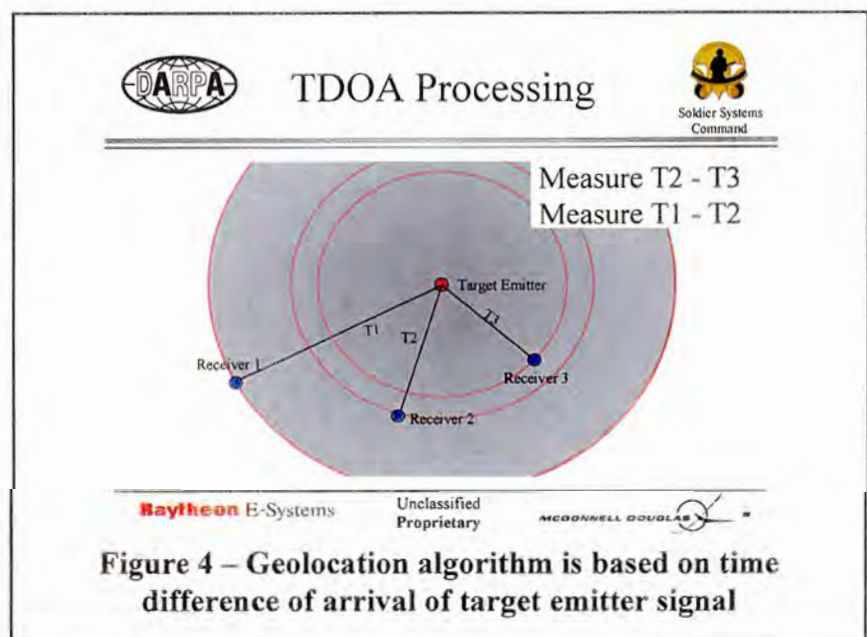 DARPA
TDOA Processing
Soldier Systems
Command
Measure T2 - T3
Measure T1 - T2
Target Emitter
T1
T2
T3
Receiver 1
Receiver 3
Receiver 2
Raytheon E-Systems
Unclassified
Proprietary
MCDONNELL DOUGLAS
Figure 4 – Geolocation algorithm is based on time
difference of arrival of target emitter signal